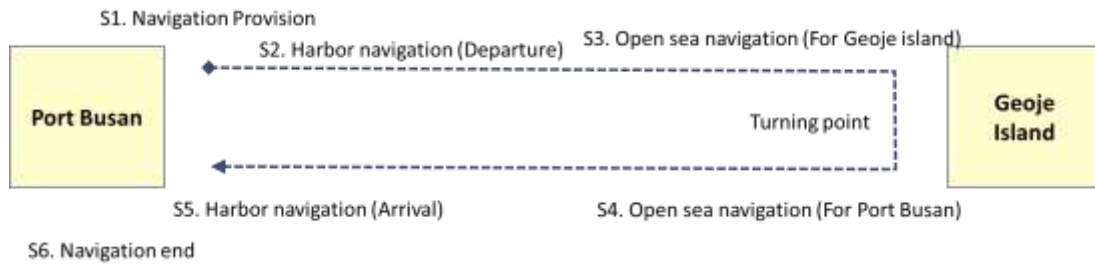 S1. Navigation Provision
S2. Harbor navigation (Departure)
S3. Open sea navigation (For Geoje island)
Port Busan
Turning point
Geoje
Island
S5. Harbor navigation (Arrival)
S4. Open sea navigation (For Port Busan)
S6. Navigation end